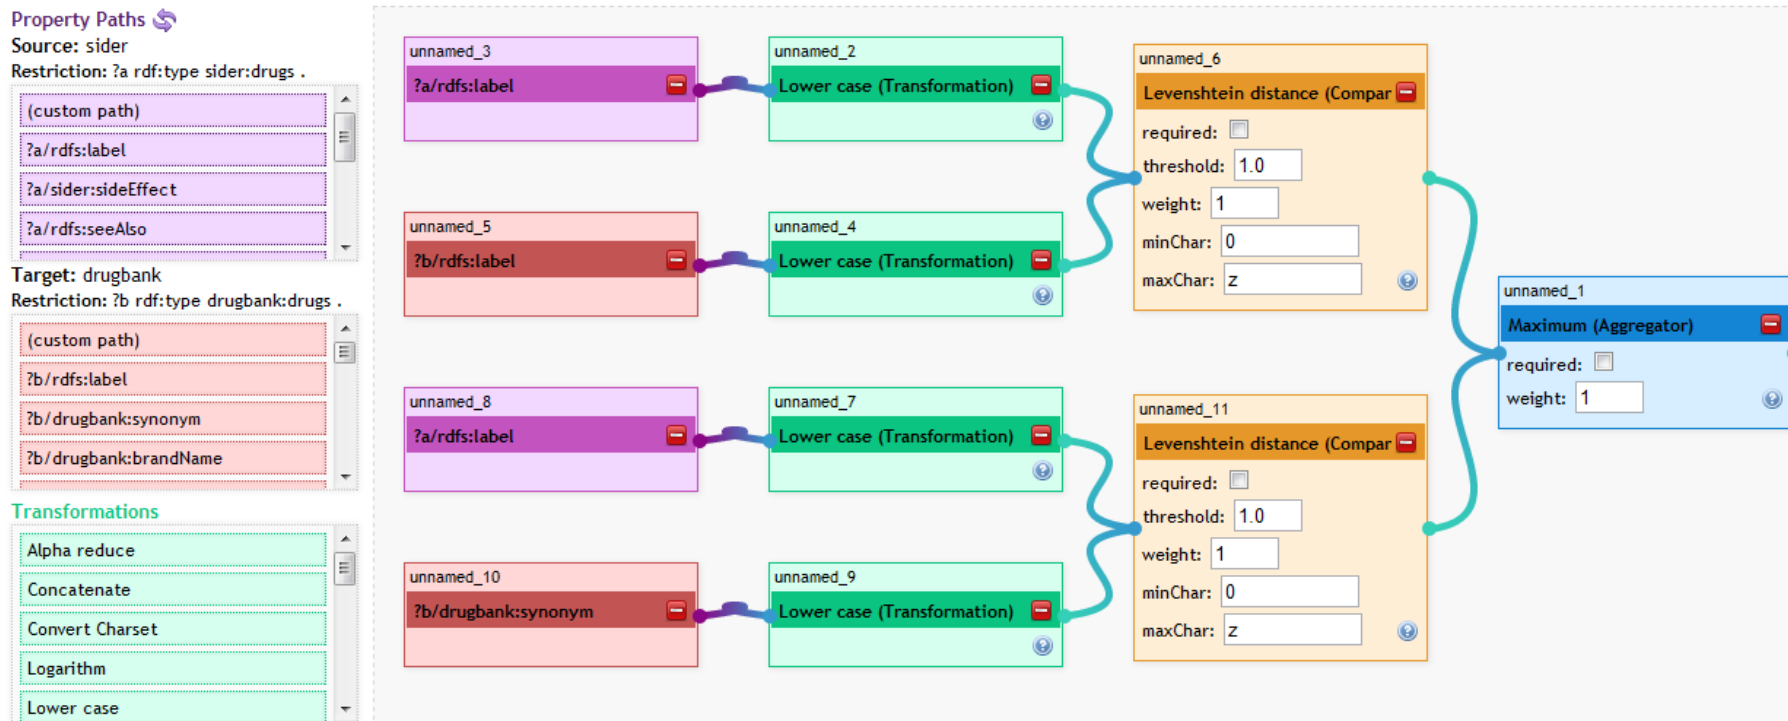 Property Paths
Source: sider
Restriction: ?a rdf:type sider:drugs .
(custom path)
?a/rdfs:label
?a/sider:sideEffect
?a/rdfs:seeAlso
Target: drugbank
Restriction: ?b rdf:type drugbank:drugs .
(custom path)
?b/rdfs:label
?b/drugbank:synonym
?b/drugbank:brandName
Transformations
Alpha reduce
Concatenate
Convert Charset
Logarithm
Lower case
unnamed_3
?a/rdfs:label
unnamed_2
Lower case (Transformation)
unnamed_5
?b/rdfs:label
unnamed_4
Lower case (Transformation)
unnamed_6
Levenshtein distance (Compar
required:
threshold: 1.0
weight: 1
minChar: 0
maxChar: z
unnamed_8
?a/rdfs:label
unnamed_7
Lower case (Transformation)
unnamed_10
?b/drugbank:synonym
unnamed_9
Lower case (Transformation)
unnamed_11
Levenshtein distance (Compar
required:
threshold: 1.0
weight: 1
minChar: 0
maxChar: z
unnamed_1
Maximum (Aggregator)
required:
weight: 1